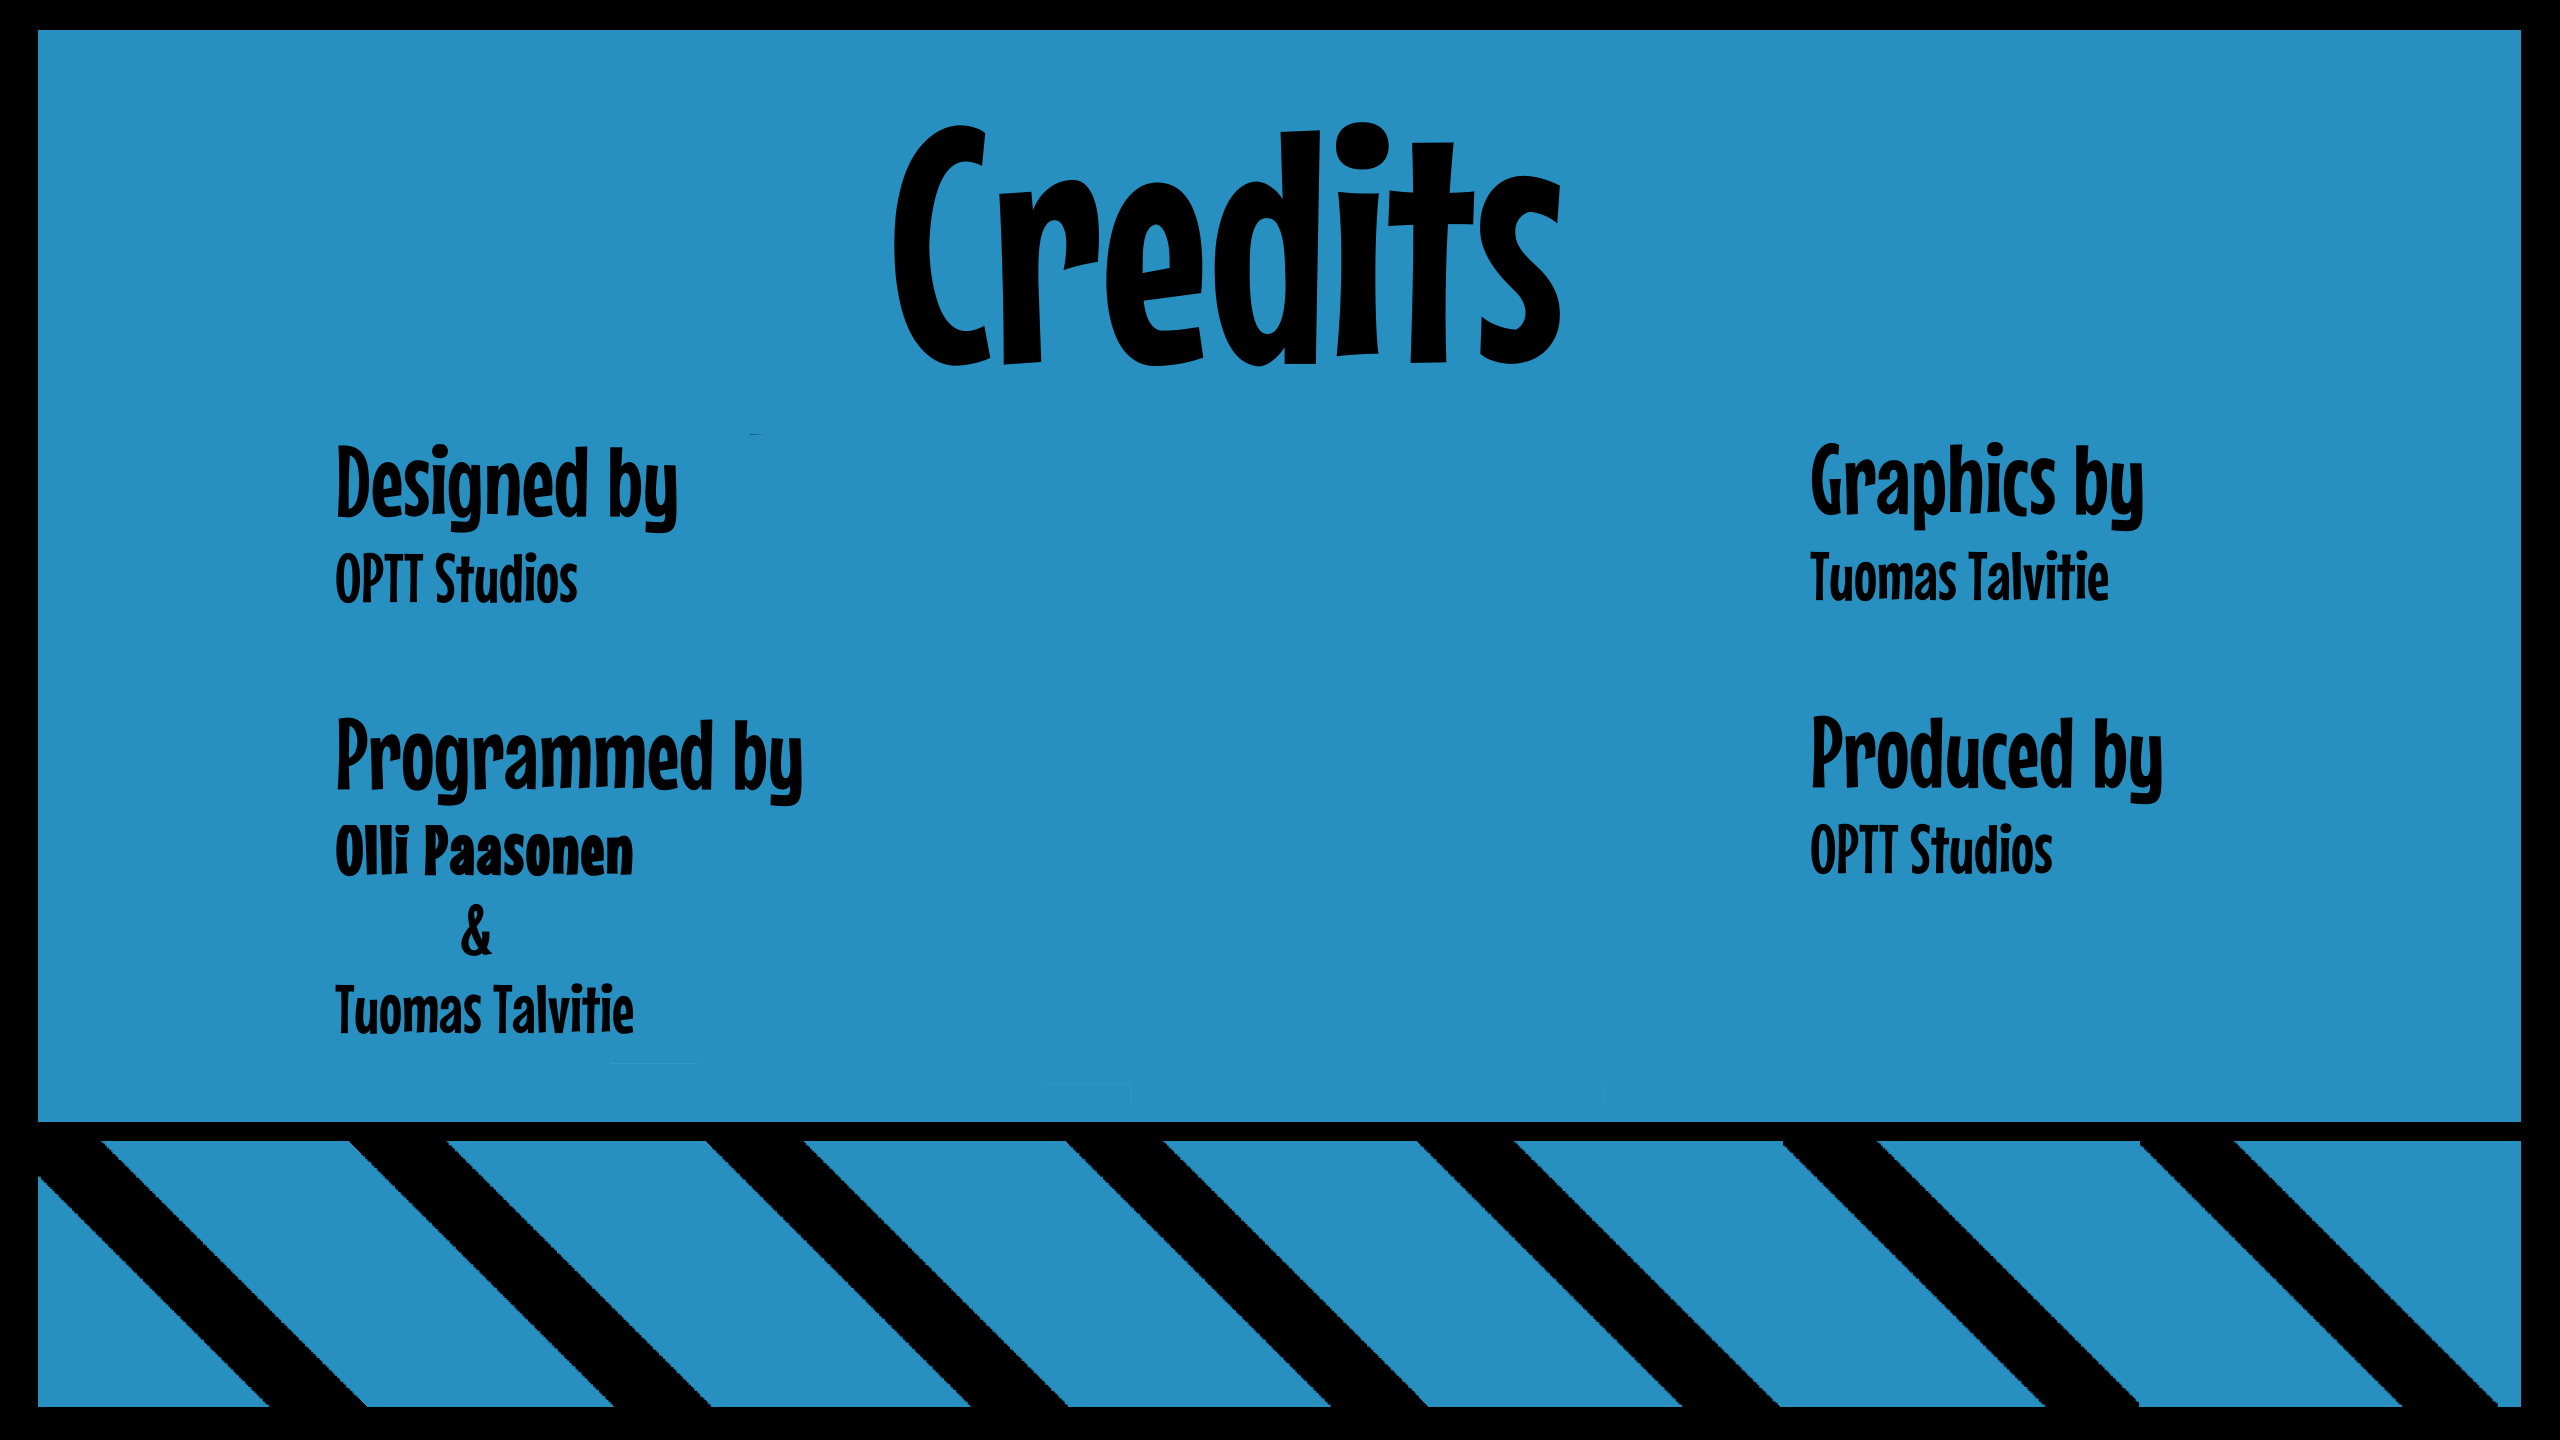 Credits
Designed by
OPTT Studios
Programmed by
Olli Paasonen
&
Tuomas Talvitie
Graphics by
Tuomas Talvitie
Produced by
OPTT Studios